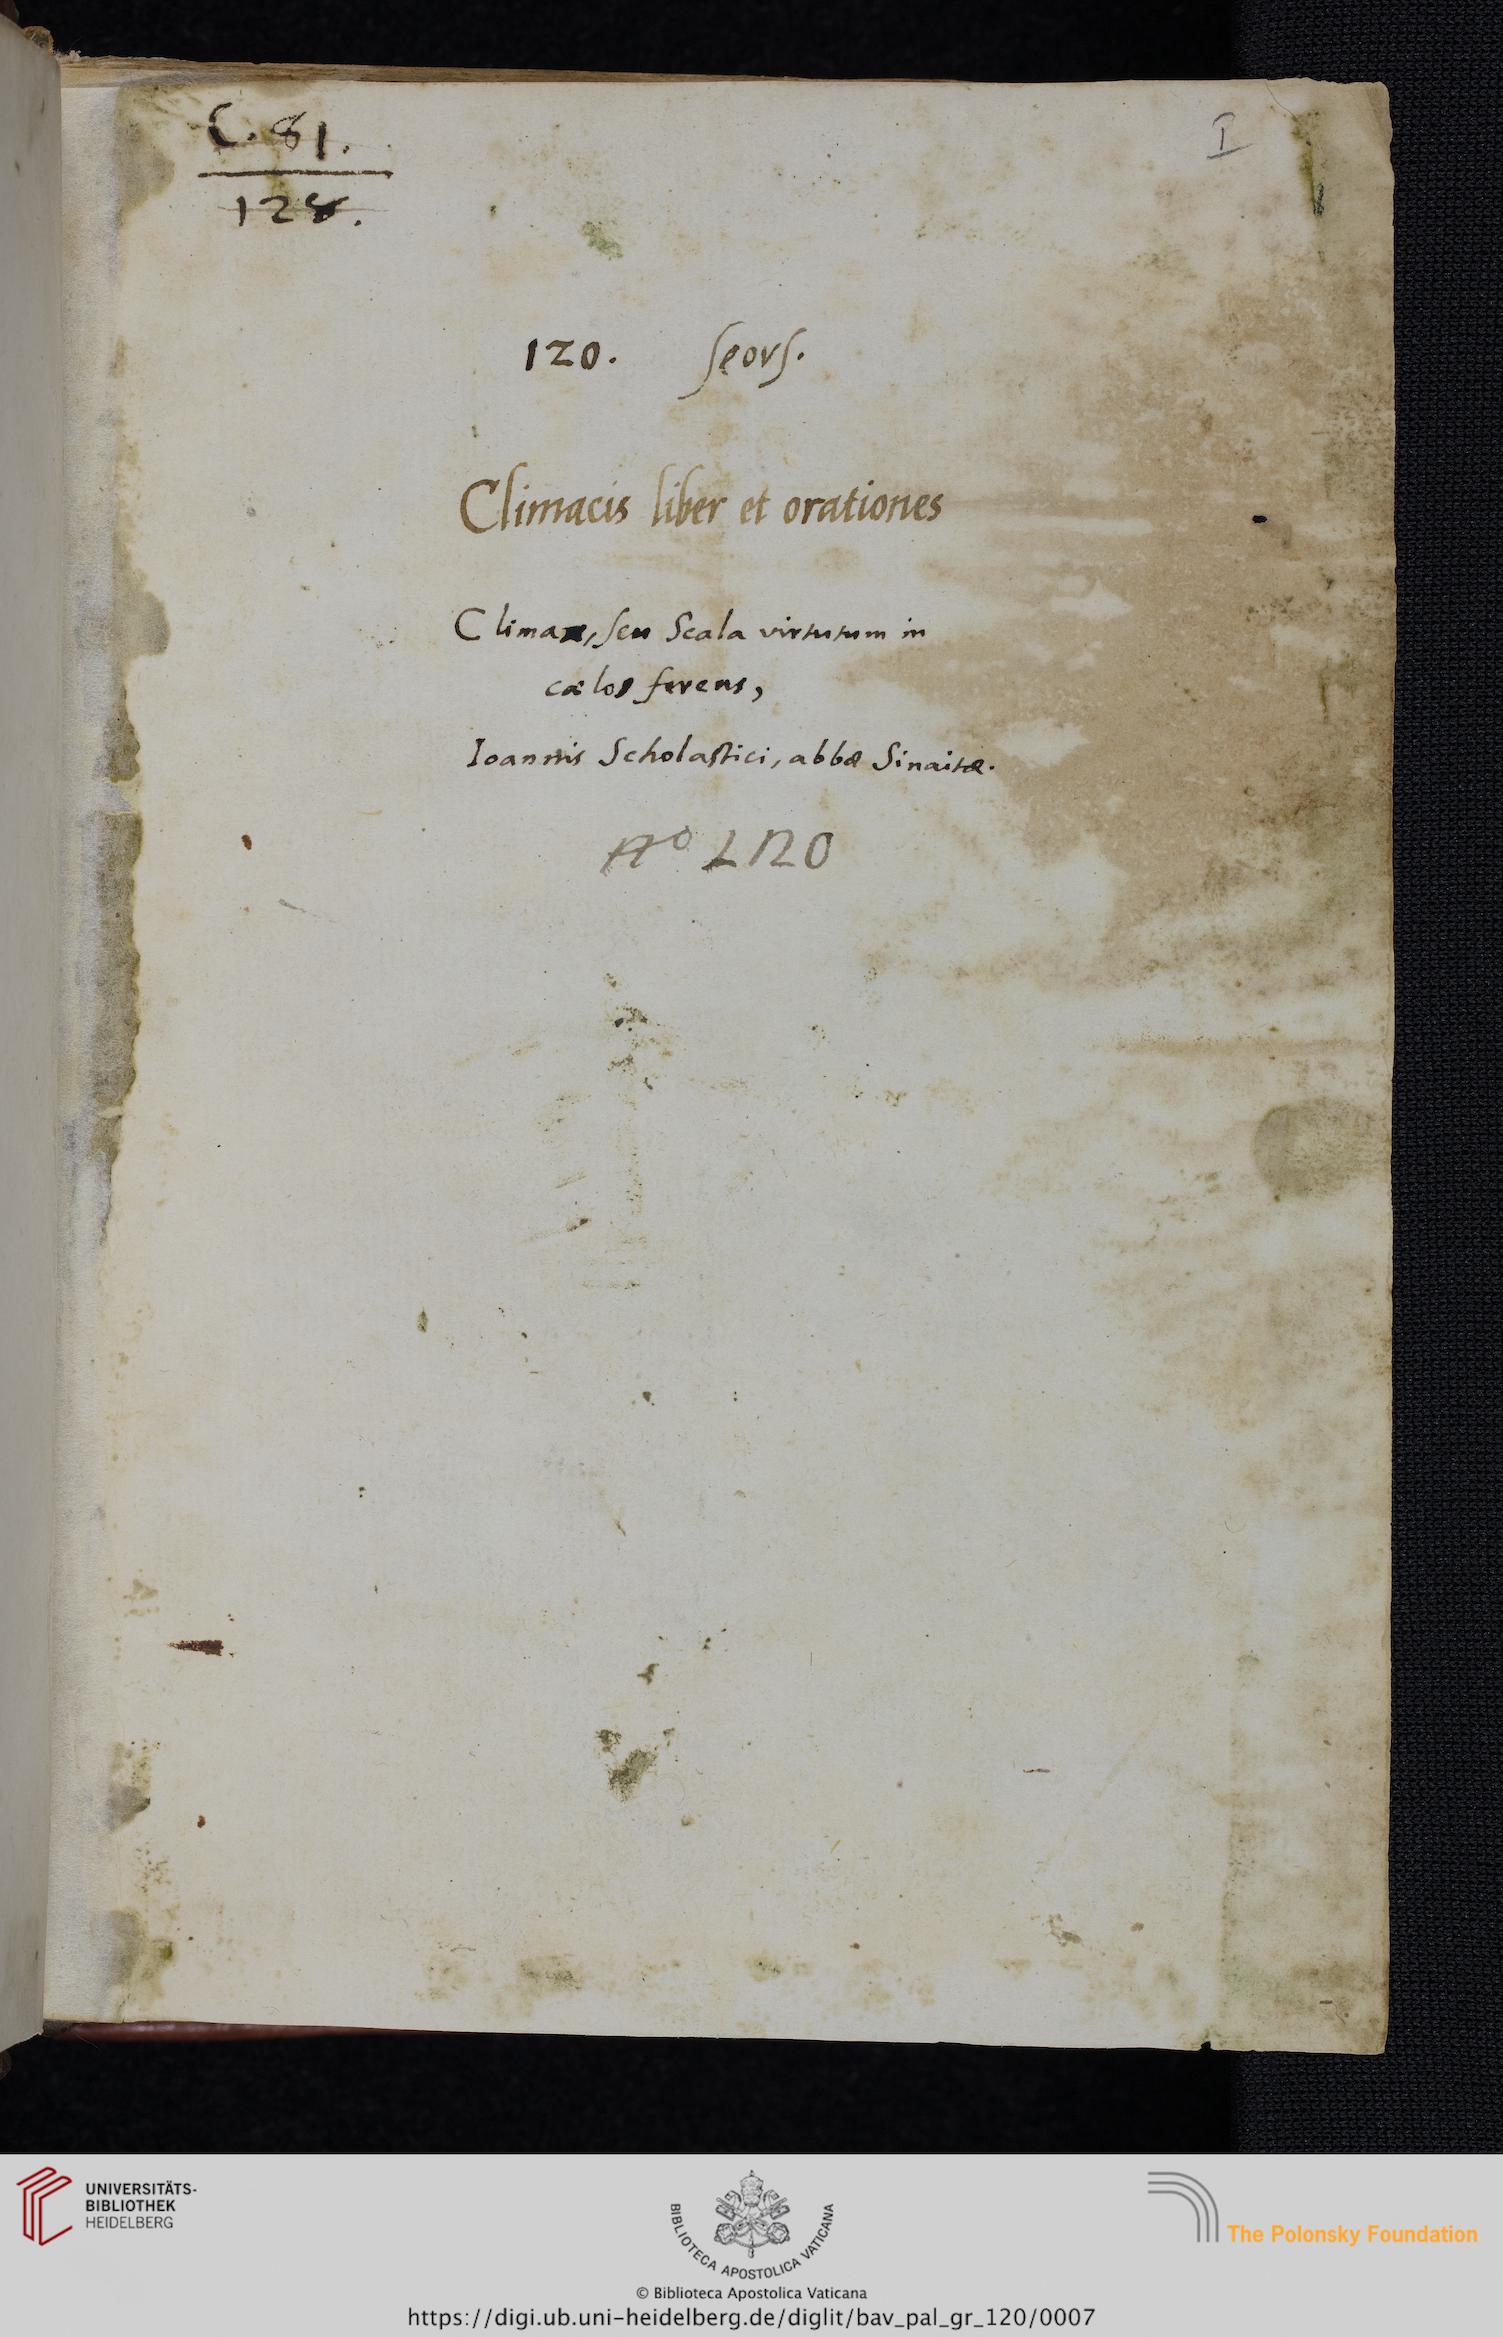 C. 81.
128.
I
120. seors.
Climacis liber et orationes
Climax, seu Scala virtutum in
cælos ferens,
Ioannis Scholastici, abbæ Sinaitæ.
120
UNIVERSITÄTS-
BIBLIOTHEK
HEIDELBERG
BIBLIOTECA APOSTOLICA VATICANA
The Polonsky Foundation
© Biblioteca Apostolica Vaticana
https://digi.ub.uni-heidelberg.de/diglit/bav_pal_gr_120/0007